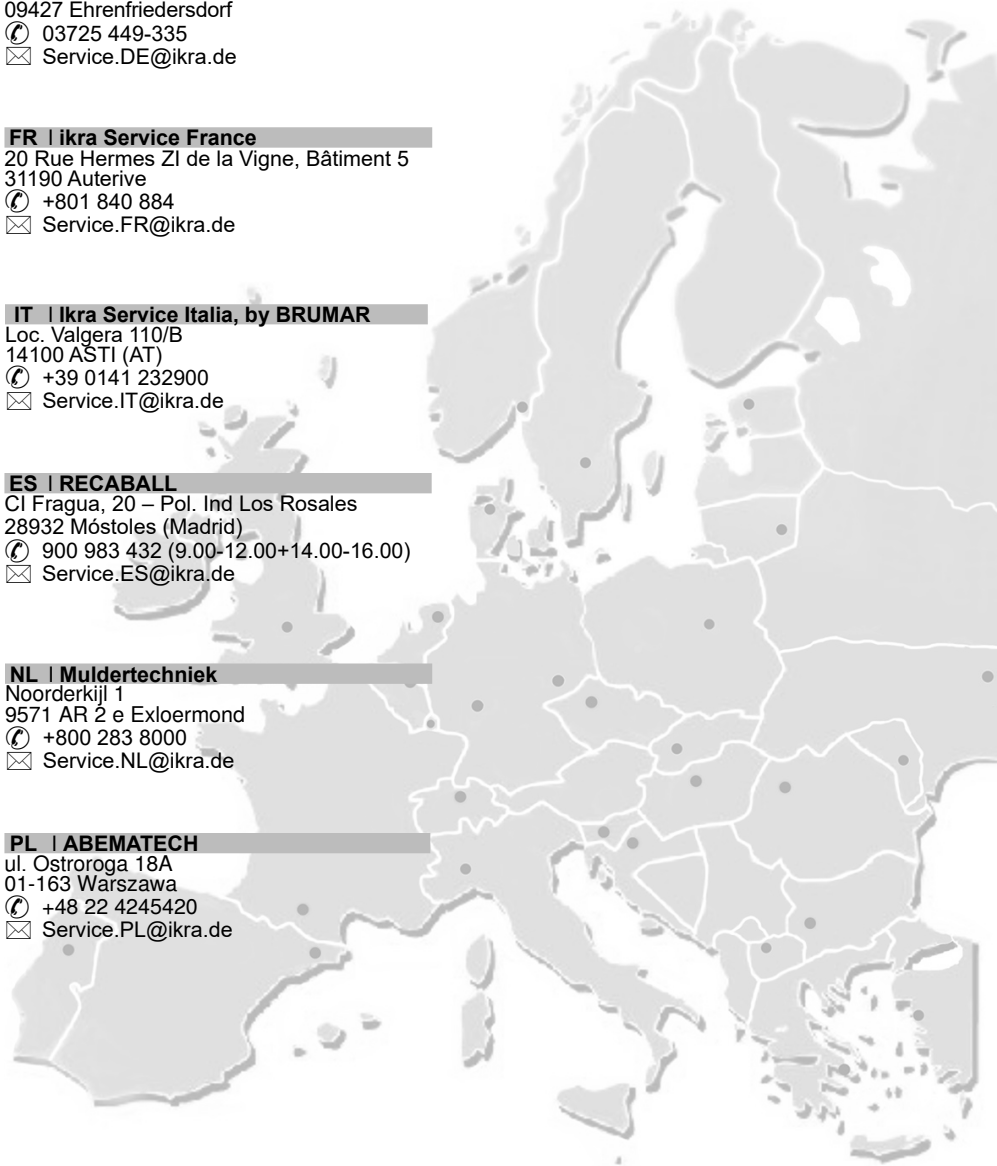 09427 Ehrenfriedersdorf
✆ 03725 449-335
✉ Service.DE@ikra.de
FR | ikra Service France
20 Rue Hermes ZI de la Vigne, Bâtiment 5
31190 Auterive
✆ +801 840 884
✉ Service.FR@ikra.de
IT | Ikra Service Italia, by BRUMAR
Loc. Valgera 110/B
14100 ASTI (AT)
✆ +39 0141 232900
✉ Service.IT@ikra.de
ES | RECABALL
CI Fragua, 20 – Pol. Ind Los Rosales
28932 Móstoles (Madrid)
✆ 900 983 432 (9.00-12.00+14.00-16.00)
✉ Service.ES@ikra.de
NL | Muldertechniek
Noorderkijl 1
9571 AR 2 e Exloermond
✆ +800 283 8000
✉ Service.NL@ikra.de
PL | ABEMATECH
ul. Ostroroga 18A
01-163 Warszawa
✆ +48 22 4245420
✉ Service.PL@ikra.de